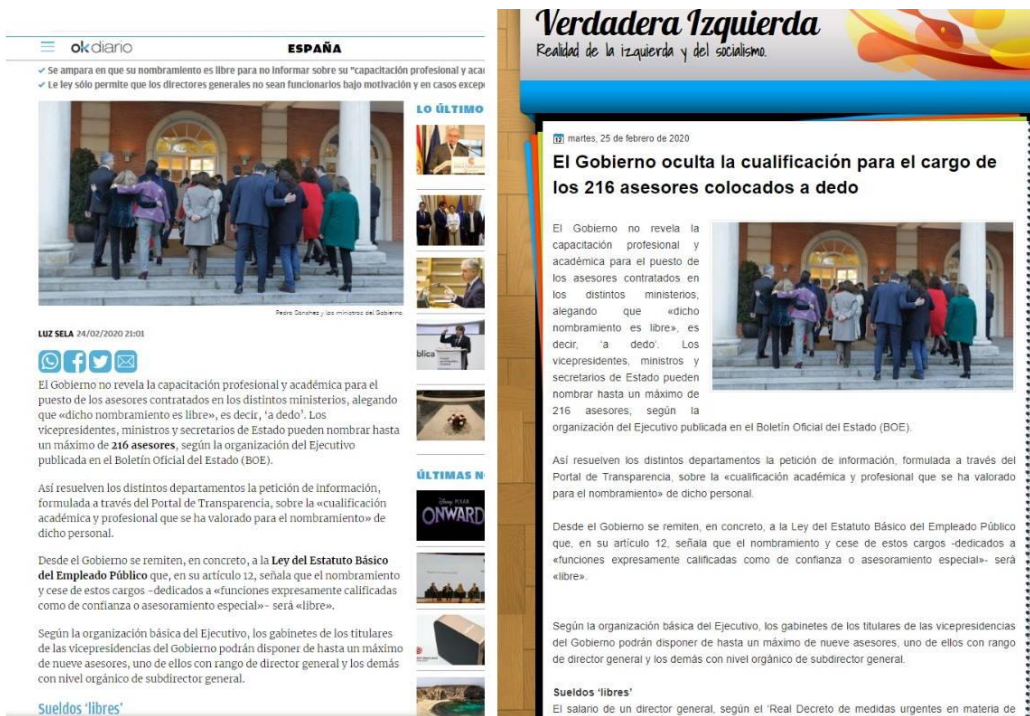 okdiario
ESPAÑA
✓ Se ampara en que su nombramiento es libre para no informar sobre su "capacitación profesional y
✓ Le ley sólo permite que los directores generales no sean funcionarios bajo motivación y en casos
LO ÚLTIMO
Pedro Sánchez y los ministros del Gobierno
LUZ SELA 24/02/2020 21:01
El Gobierno no revela la capacitación profesional y académica para el
puesto de los asesores contratados en los distintos ministerios, alegando
que «dicho nombramiento es libre», es decir, 'a dedo'. Los
vicepresidentes, ministros y secretarios de Estado pueden nombrar hasta
un máximo de 216 asesores, según la organización del Ejecutivo
publicada en el Boletín Oficial del Estado (BOE).
Así resuelven los distintos departamentos la petición de información,
formulada a través del Portal de Transparencia, sobre la «cualificación
académica y profesional que se ha valorado para el nombramiento» de
dicho personal.
Desde el Gobierno se remiten, en concreto, a la Ley del Estatuto Básico
del Empleado Público que, en su artículo 12, señala que el nombramiento
y cese de estos cargos -dedicados a «funciones expresamente calificadas
como de confianza o asesoramiento especial»- será «libre».
Según la organización básica del Ejecutivo, los gabinetes de los titulares
de las vicepresidencias del Gobierno podrán disponer de hasta un máximo
de nueve asesores, uno de ellos con rango de director general y los demás
con nivel orgánico de subdirector general.
Sueldos 'libres'
blica
ÚLTIMAS
Disney PIXAR
ONWARD
Verdadera Izquierda
Realidad de la izquierda y del socialismo.
martes, 25 de febrero de 2020
El Gobierno oculta la cualificación para el cargo de
los 216 asesores colocados a dedo
El Gobierno no revela la
capacitación profesional y
académica para el puesto de
los asesores contratados en
los distintos ministerios,
alegando que «dicho
nombramiento es libre», es
decir, 'a dedo'. Los
vicepresidentes, ministros y
secretarios de Estado pueden
nombrar hasta un máximo de
216 asesores, según la
organización del Ejecutivo publicada en el Boletín Oficial del Estado (BOE).
Así resuelven los distintos departamentos la petición de información, formulada a través del
Portal de Transparencia, sobre la «cualificación académica y profesional que se ha valorado
para el nombramiento» de dicho personal.
Desde el Gobierno se remiten, en concreto, a la Ley del Estatuto Básico del Empleado Público
que, en su artículo 12, señala que el nombramiento y cese de estos cargos -dedicados a
«funciones expresamente calificadas como de confianza o asesoramiento especial»- será
«libre».
Según la organización básica del Ejecutivo, los gabinetes de los titulares de las vicepresidencias
del Gobierno podrán disponer de hasta un máximo de nueve asesores, uno de ellos con rango
de director general y los demás con nivel orgánico de subdirector general.
Sueldos 'libres'
El salario de un director general, según el 'Real Decreto de medidas urgentes en materia de